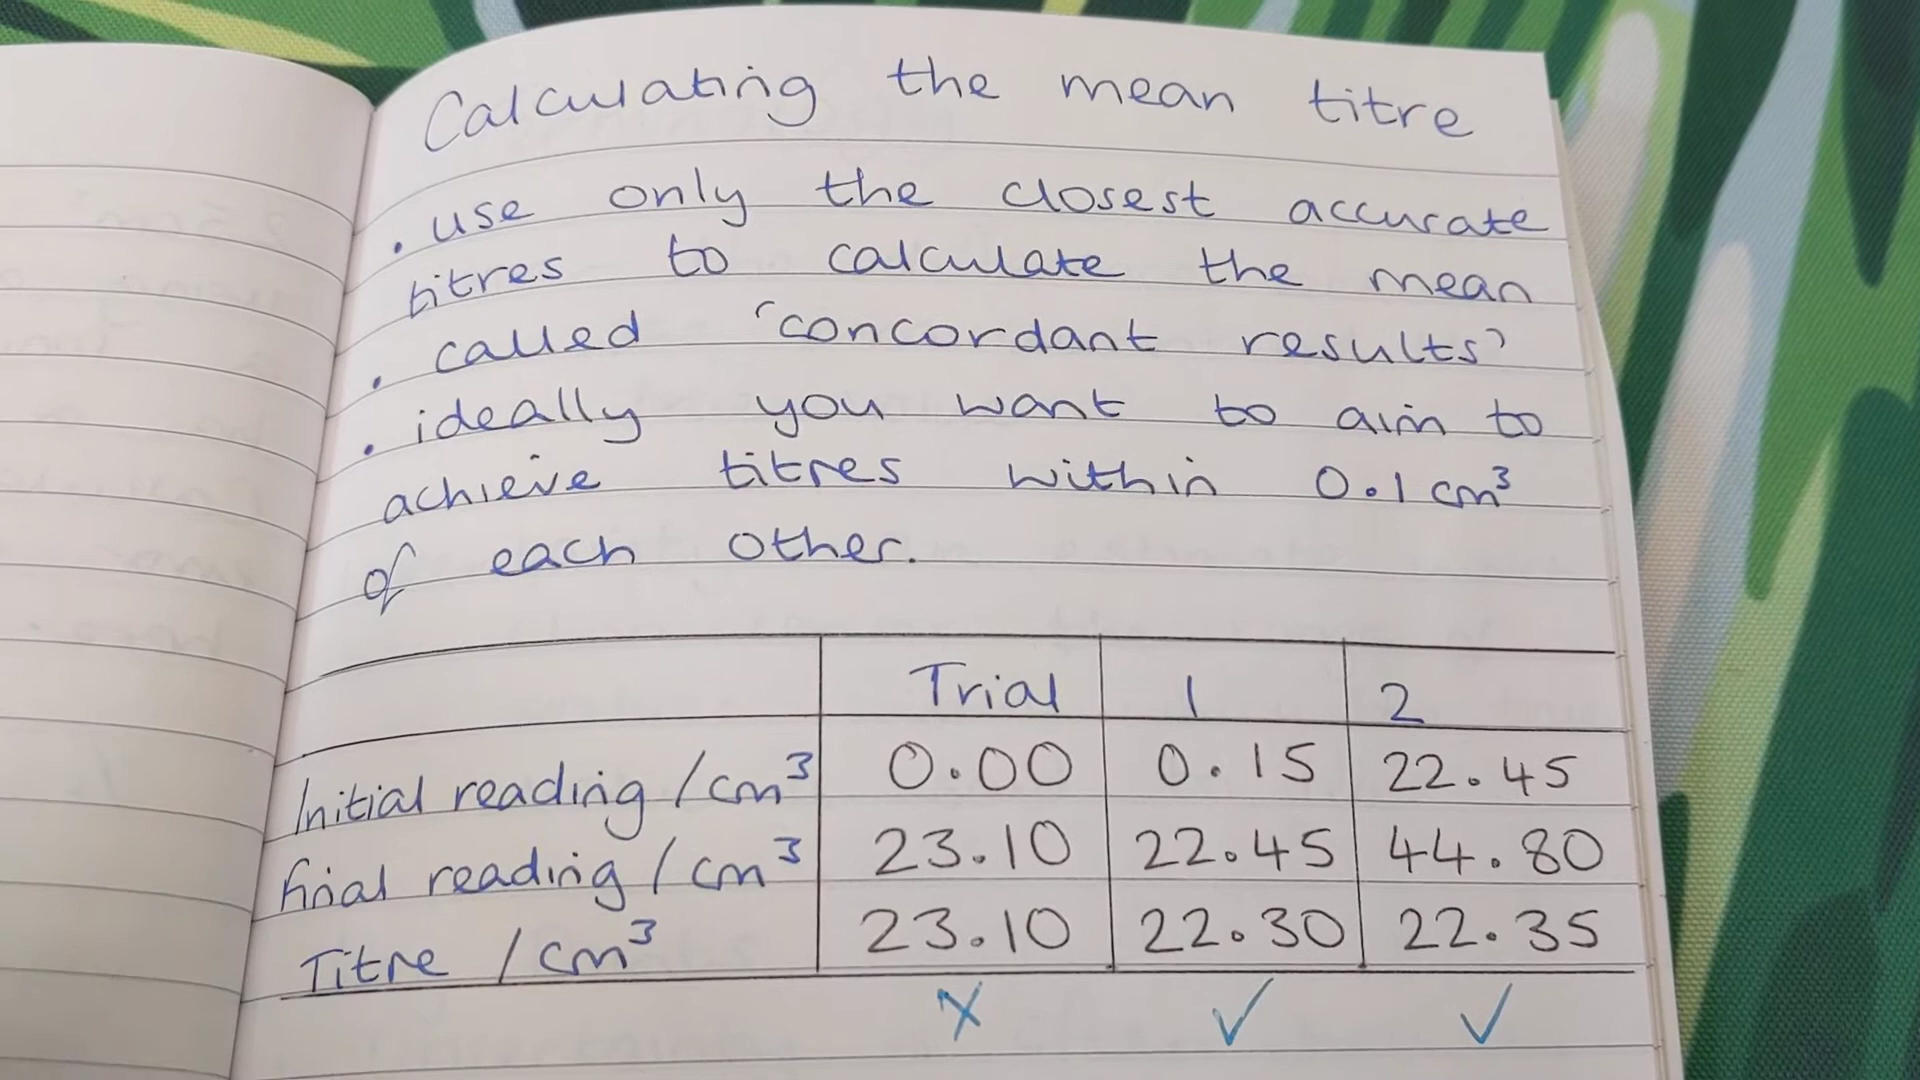 Calculating the mean titre
. use only the closest accurate
titres to calculate the mean
. called 'concordant results'
. ideally you want to aim to
achieve titres within 0.1 cm³
of each other.
Trial 1 2
Initial reading /cm³ 0.00 0.15 22.45
final reading /cm³ 23.10 22.45 44.80
Titre /cm³ 23.10 22.30 22.35
✗ ✓ ✓